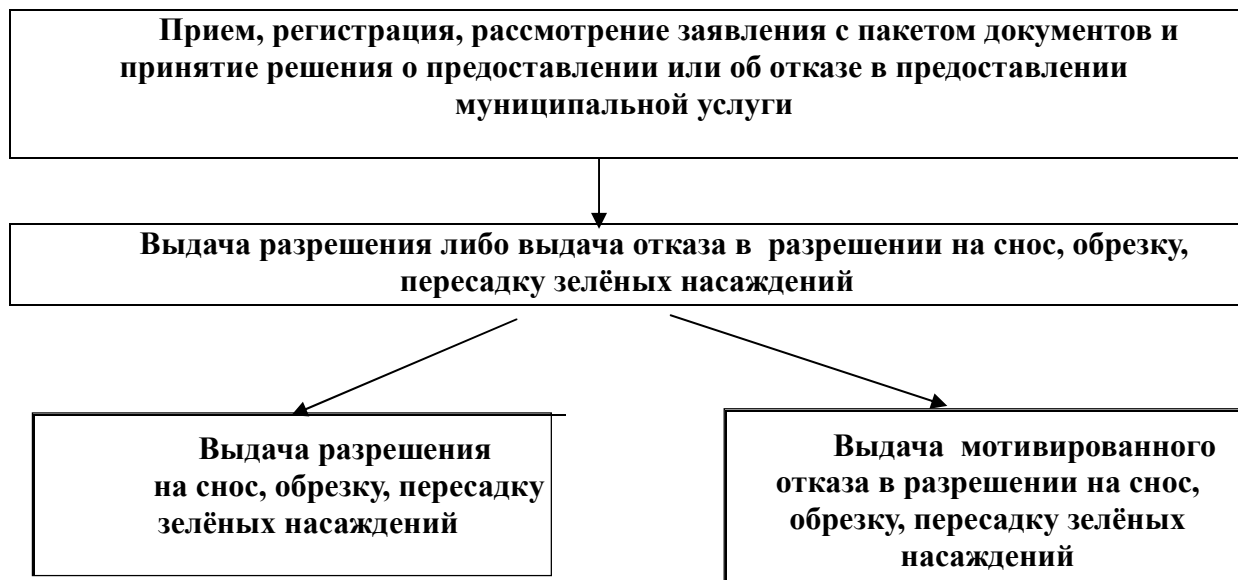 Прием, регистрация, рассмотрение заявления с пакетом документов и
принятие решения о предоставлении или об отказе в предоставлении
муниципальной услуги
Выдача разрешения либо выдача отказа в разрешении на снос, обрезку,
пересадку зелёных насаждений
Выдача разрешения
на снос, обрезку, пересадку
зелёных насаждений
Выдача мотивированного
отказа в разрешении на снос,
обрезку, пересадку зелёных
насаждений